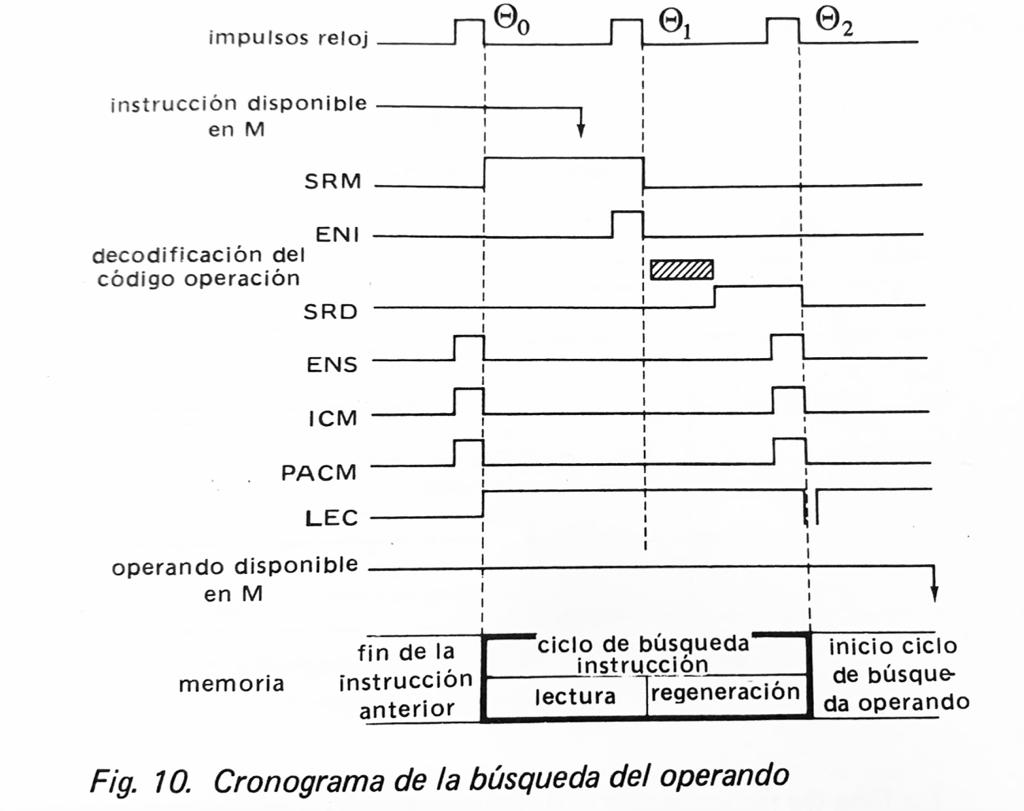 impulsos reloj Θ0 Θ1 Θ2
instrucción disponible
en M
SRM
ENI
decodificación del
código operación
SRD
ENS
ICM
PACM
LEC
operando disponible
en M
memoria
fin de la
instrucción
anterior
ciclo de búsqueda
instrucción
lectura
regeneración
inicio ciclo
de búsque-
da operando
Fig. 10. Cronograma de la búsqueda del operando